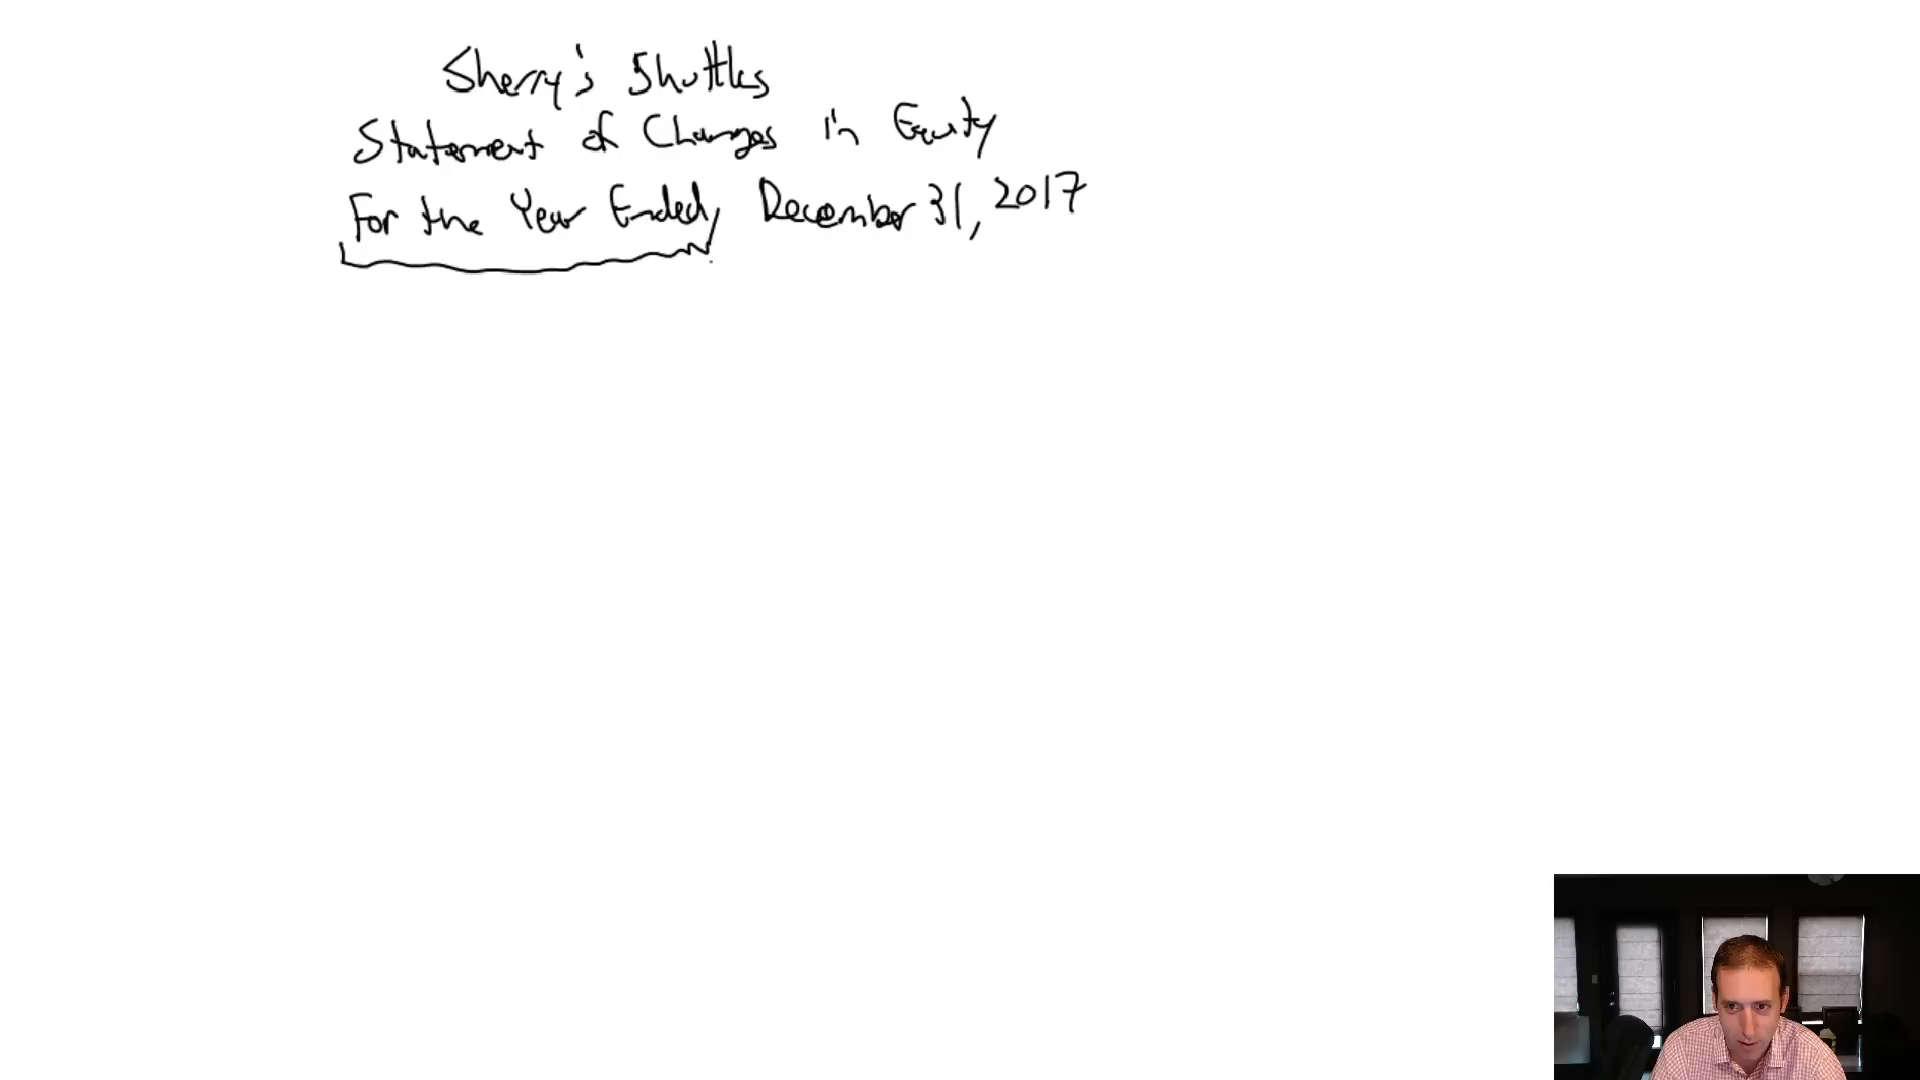 Sherry's Shuttles
Statement of Changes in Equity
For the Year Ended, December 31, 2017